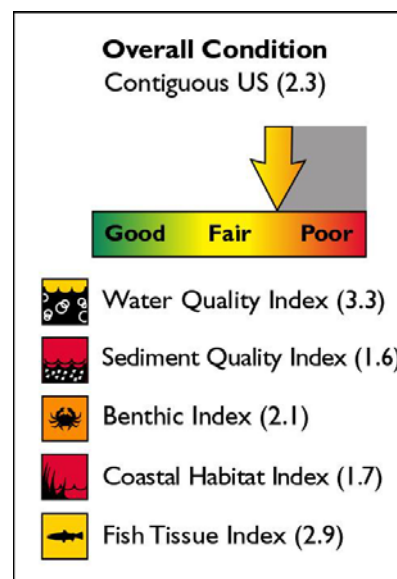 Overall Condition
Contiguous US (2.3)
Good Fair Poor
Water Quality Index (3.3)
Sediment Quality Index (1.6)
Benthic Index (2.1)
Coastal Habitat Index (1.7)
Fish Tissue Index (2.9)